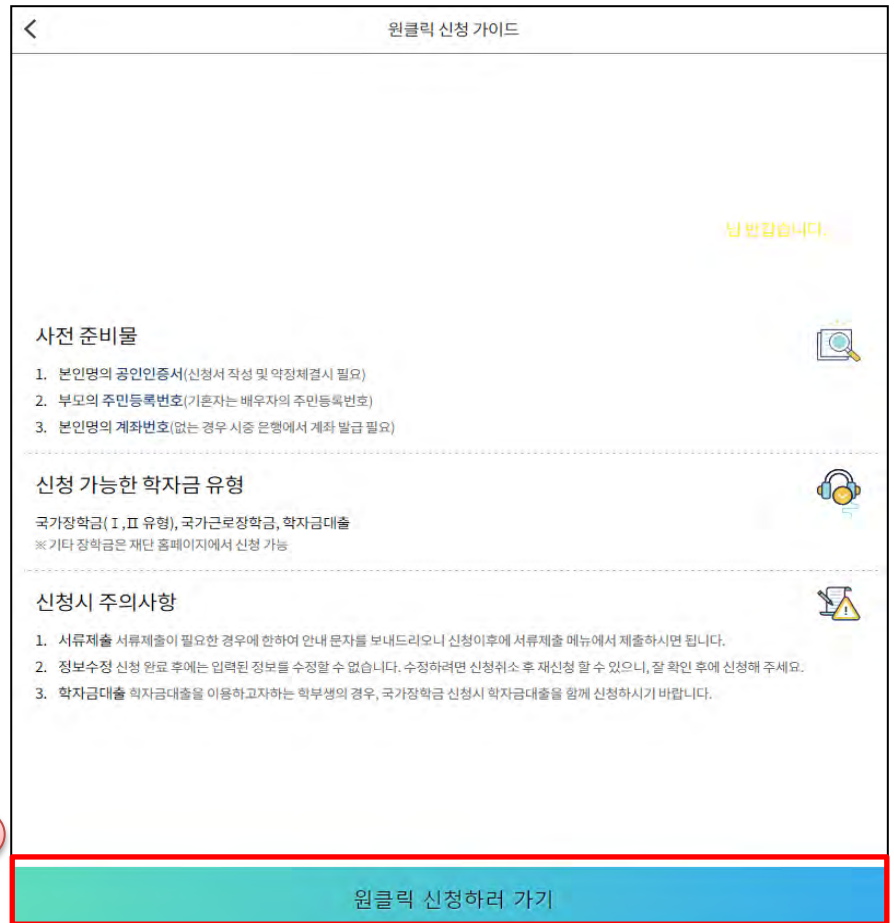 원클릭 신청 가이드
님 반갑습니다.
사전 준비물
1. 본인명의 공인인증서(신청서 작성 및 약정체결시 필요)
2. 부모의 주민등록번호(기혼자는 배우자의 주민등록번호)
3. 본인명의 계좌번호(없는 경우 시중 은행에서 계좌 발급 필요)
신청 가능한 학자금 유형
국가장학금(Ⅰ,Ⅱ 유형), 국가근로장학금, 학자금대출
※ 기타 장학금은 재단 홈페이지에서 신청 가능
신청시 주의사항
1. 서류제출 서류제출이 필요한 경우에 한하여 안내 문자를 보내드리오니 신청이후에 서류제출 메뉴에서 제출하시면 됩니다.
2. 정보수정 신청 완료 후에는 입력된 정보를 수정할 수 없습니다. 수정하려면 신청취소 후 재신청 할 수 있으니, 잘 확인 후에 신청해 주세요.
3. 학자금대출 학자금대출을 이용하고자하는 학부생의 경우, 국가장학금 신청시 학자금대출을 함께 신청하시기 바랍니다.
원클릭 신청하러 가기